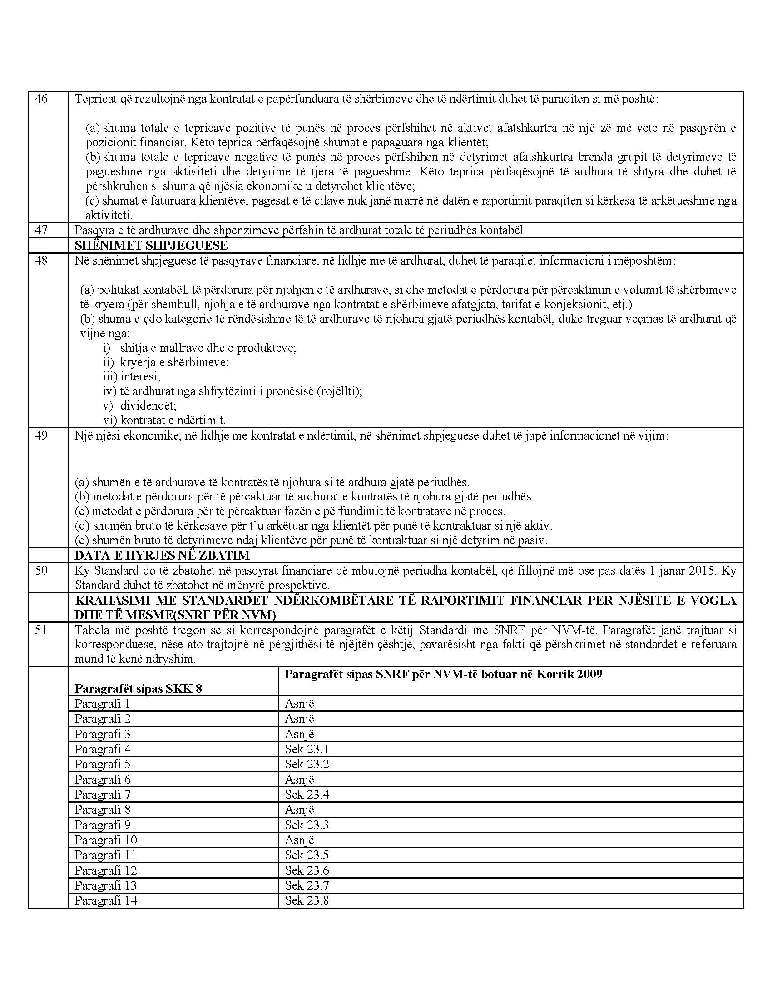 46 Tepricat që rezultojnë nga kontratat e papërfunduara të shërbimeve dhe të ndërtimit duhet të paraqiten si më poshtë:
(a) shuma totale e tepricave pozitive të punës në proces përfshihet në aktivet afatshkurtra në një zë më vete në pasqyrën e
pozicionit financiar. Këto teprica përfaqësojnë shumat e papaguara nga klientët;
(b) shuma totale e tepricave negative të punës në proces përfshihen në detyrimet afatshkurtra brenda grupit të detyrimeve të
pagueshme nga aktiviteti dhe detyrime të tjera të pagueshme. Këto teprica përfaqësojnë të ardhura të shtyra dhe duhet të
përshkruhen si shuma që njësia ekonomike u detyrohet klientëve;
(c) shumat e faturuara klientëve, pagesat e të cilave nuk janë marrë në datën e raportimit paraqiten si kërkesa të arkëtueshme nga
aktiviteti.
47 Pasqyra e të ardhurave dhe shpenzimeve përfshin të ardhurat totale të periudhës kontabël.
SHËNIMET SHPJEGUESE
48 Në shënimet shpjeguese të pasqyrave financiare, në lidhje me të ardhurat, duhet të paraqitet informacioni i mëposhtëm:
(a) politikat kontabël, të përdorura për njohjen e të ardhurave, si dhe metodat e përdorura për përcaktimin e volumit të shërbimeve
të kryera (për shembull, njohja e të ardhurave nga kontratat e shërbimeve afatgjata, tarifat e konjeksionit, etj.)
(b) shuma e çdo kategorie të rëndësishme të të ardhurave të njohura gjatë periudhës kontabël, duke treguar veçmas të ardhurat që
vijnë nga:
i) shitja e mallrave dhe e produkteve;
ii) kryerja e shërbimeve;
iii) interesi;
iv) të ardhurat nga shfrytëzimi i pronësisë (rojëllti);
v) dividendët;
vi) kontratat e ndërtimit.
49 Një njësi ekonomike, në lidhje me kontratat e ndërtimit, në shënimet shpjeguese duhet të japë informacionet në vijim:
(a) shumën e të ardhurave të kontratës të njohura si të ardhura gjatë periudhës.
(b) metodat e përdorura për të përcaktuar të ardhurat e kontratës të njohura gjatë periudhës.
(c) metodat e përdorura për të përcaktuar fazën e përfundimit të kontratave në proces.
(d) shumën bruto të kërkesave për t’u arkëtuar nga klientët për punë të kontraktuar si një aktiv.
(e) shumën bruto të detyrimeve ndaj klientëve për punë të kontraktuar si një detyrim në pasiv.
DATA E HYRJES NË ZBATIM
50 Ky Standard do të zbatohet në pasqyrat financiare që mbulojnë periudha kontabël, që fillojnë më ose pas datës 1 janar 2015. Ky
Standard duhet të zbatohet në mënyrë prospektive.
KRAHASIMI ME STANDARDET NDËRKOMBËTARE TË RAPORTIMIT FINANCIAR PER NJËSITE E VOGLA
DHE TË MESME(SNRF PËR NVM)
51 Tabela më poshtë tregon se si korrespondojnë paragrafët e këtij Standardi me SNRF për NVM-të. Paragrafët janë trajtuar si
korresponduese, nëse ato trajtojnë në përgjithësi të njëjtën çështje, pavarësisht nga fakti që përshkrimet në standardet e referuara
mund të kenë ndryshim.
Paragrafët sipas SKK 8 Paragrafët sipas SNRF për NVM-të botuar në Korrik 2009
Paragrafi 1 Asnjë
Paragrafi 2 Asnjë
Paragrafi 3 Asnjë
Paragrafi 4 Sek 23.1
Paragrafi 5 Sek 23.2
Paragrafi 6 Asnjë
Paragrafi 7 Sek 23.4
Paragrafi 8 Asnjë
Paragrafi 9 Sek 23.3
Paragrafi 10 Asnjë
Paragrafi 11 Sek 23.5
Paragrafi 12 Sek 23.6
Paragrafi 13 Sek 23.7
Paragrafi 14 Sek 23.8